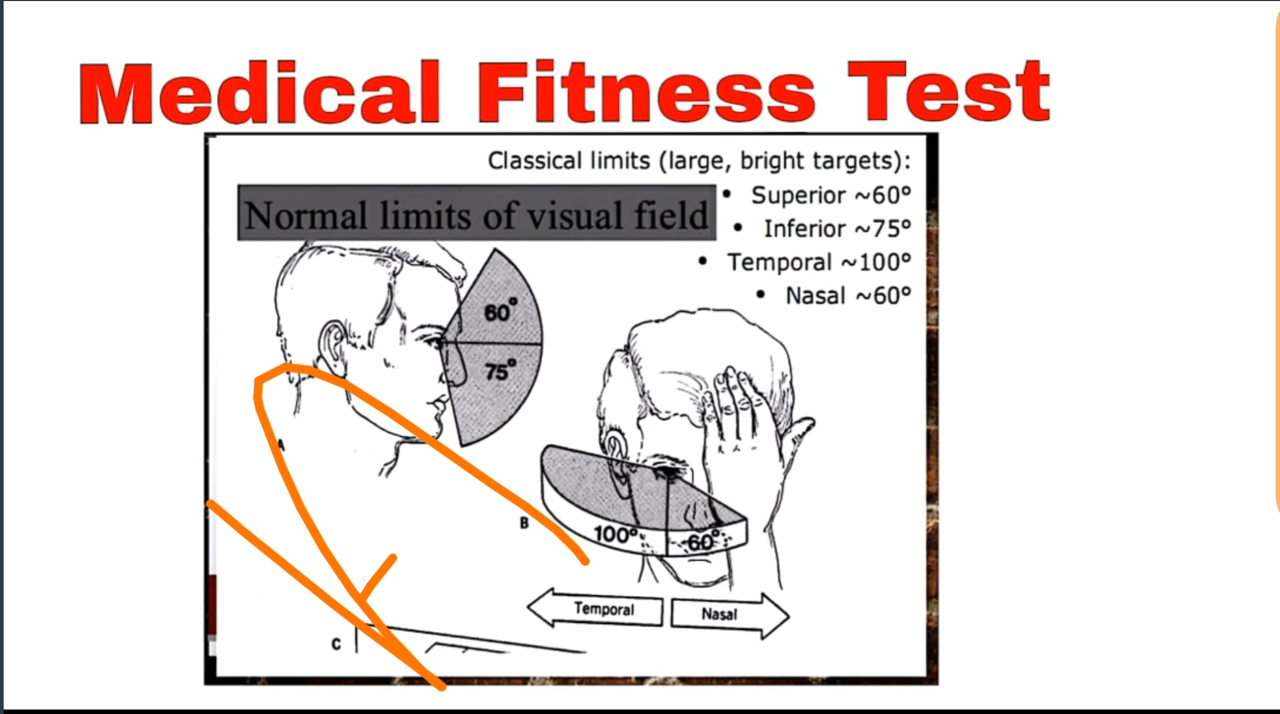 Medical Fitness Test
Classical limits (large, bright targets):
• Superior ~60°
Normal limits of visual field
• Inferior ~75°
• Temporal ~100°
• Nasal ~60°
60°
75°
A
B
100°
60°
Temporal
Nasal
C